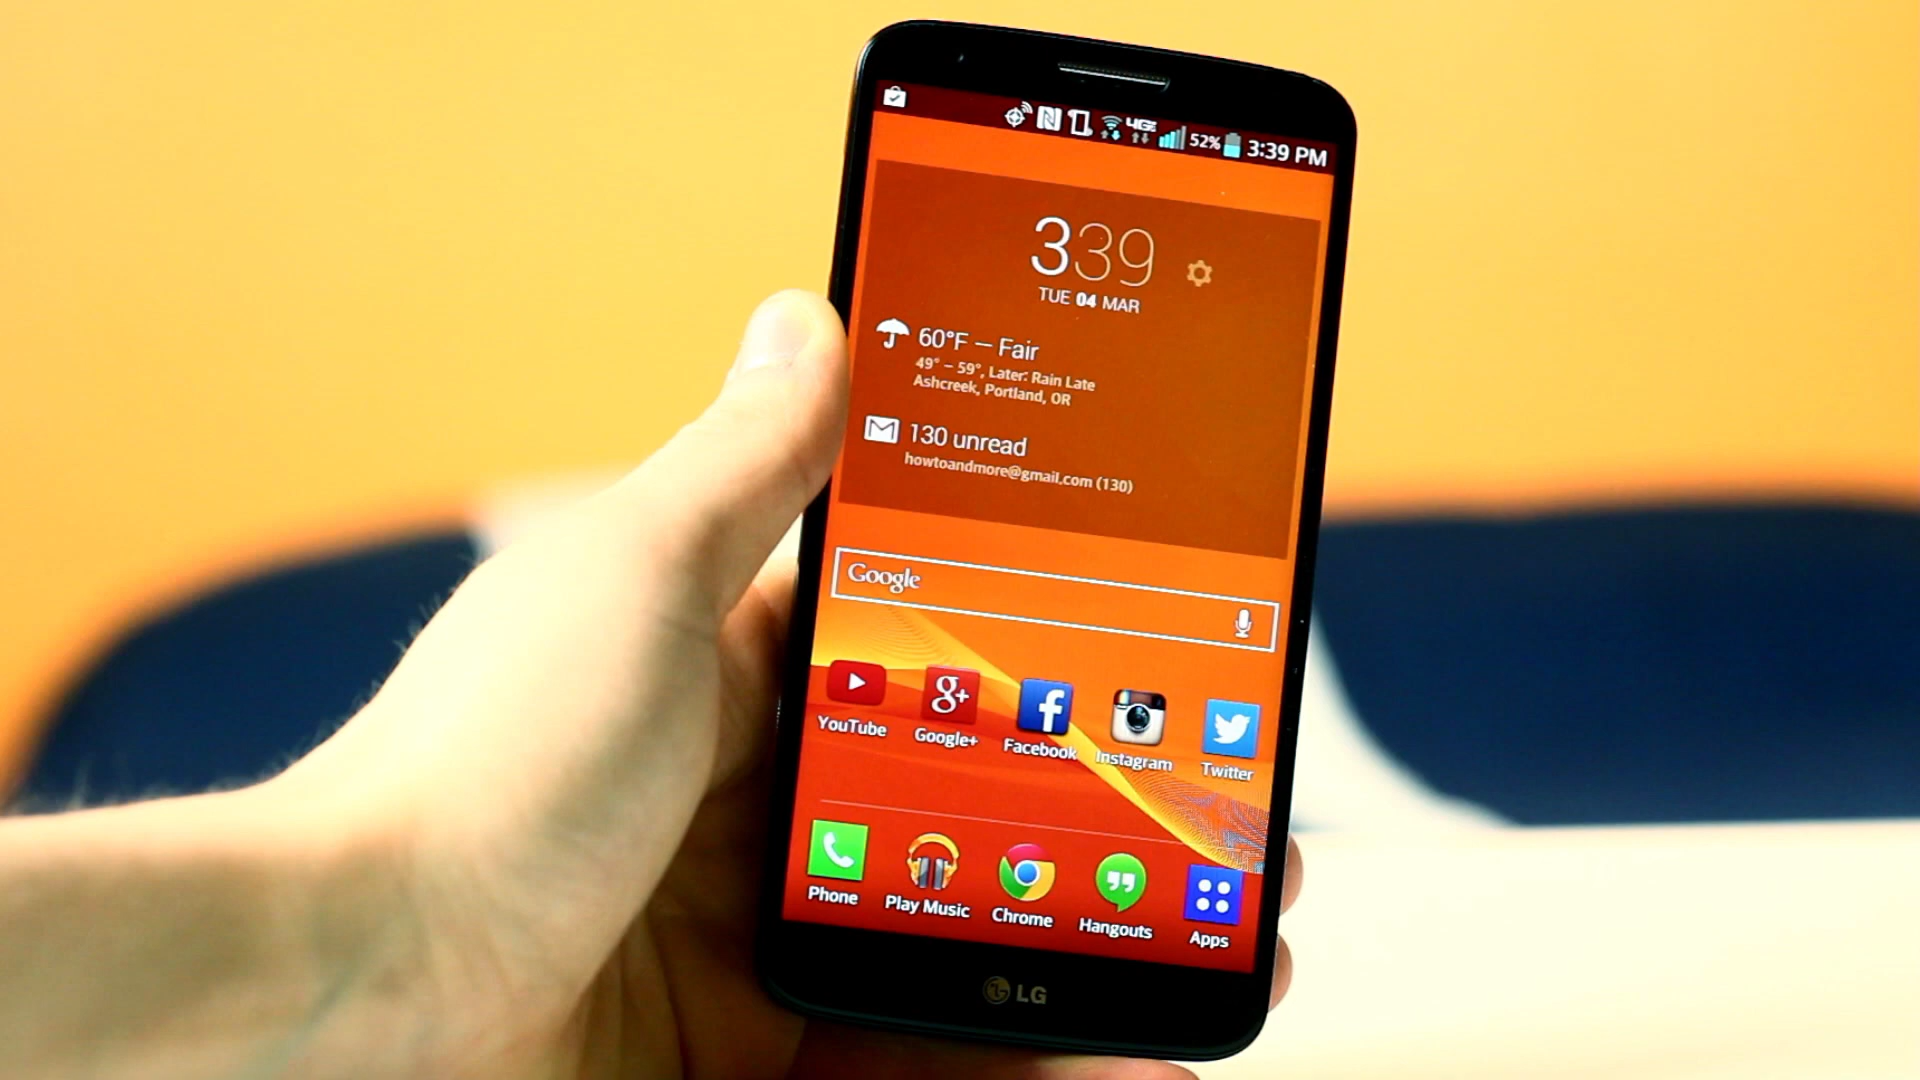 4G
52%
3:39 PM
339
TUE 04 MAR
60°F – Fair
49° – 59°, Later: Rain Late
Ashcreek, Portland, OR
130 unread
howtoandmore@gmail.com (130)
Google
g+
f
YouTube
Google+
Facebook
Instagram
Twitter
Phone
Play Music
Chrome
Hangouts
Apps
LG